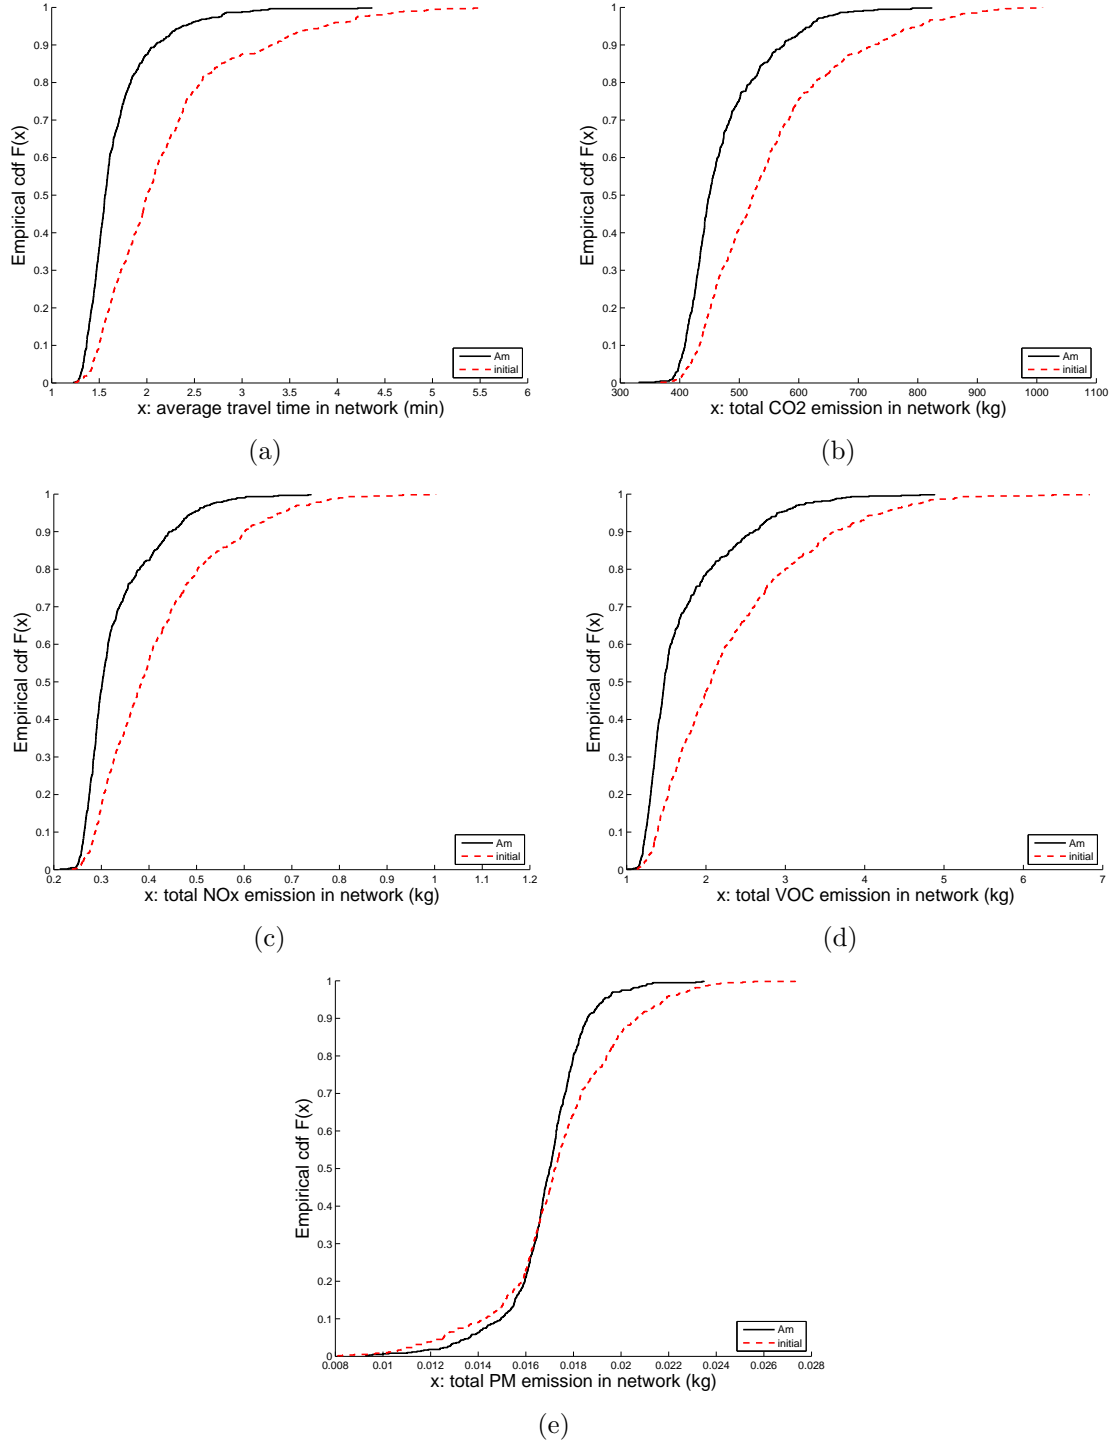 1
0.9
0.8
0.7
0.6
0.5
0.4
0.3
0.2
0.1
0
Empirical cdf F(x)
Am
initial
1 1.5 2 2.5 3 3.5 4 4.5 5 5.5 6
x: average travel time in network (min)
(a)
1
0.9
0.8
0.7
0.6
0.5
0.4
0.3
0.2
0.1
0
Empirical cdf F(x)
Am
initial
300 400 500 600 700 800 900 1000 1100
x: total CO2 emission in network (kg)
(b)
1
0.9
0.8
0.7
0.6
0.5
0.4
0.3
0.2
0.1
0
Empirical cdf F(x)
Am
initial
0.2 0.3 0.4 0.5 0.6 0.7 0.8 0.9 1 1.1 1.2
x: total NOx emission in network (kg)
(c)
1
0.9
0.8
0.7
0.6
0.5
0.4
0.3
0.2
0.1
0
Empirical cdf F(x)
Am
initial
1 2 3 4 5 6 7
x: total VOC emission in network (kg)
(d)
1
0.9
0.8
0.7
0.6
0.5
0.4
0.3
0.2
0.1
0
Empirical cdf F(x)
Am
initial
0.008 0.01 0.012 0.014 0.016 0.018 0.02 0.022 0.024 0.026 0.028
x: total PM emission in network (kg)
(e)